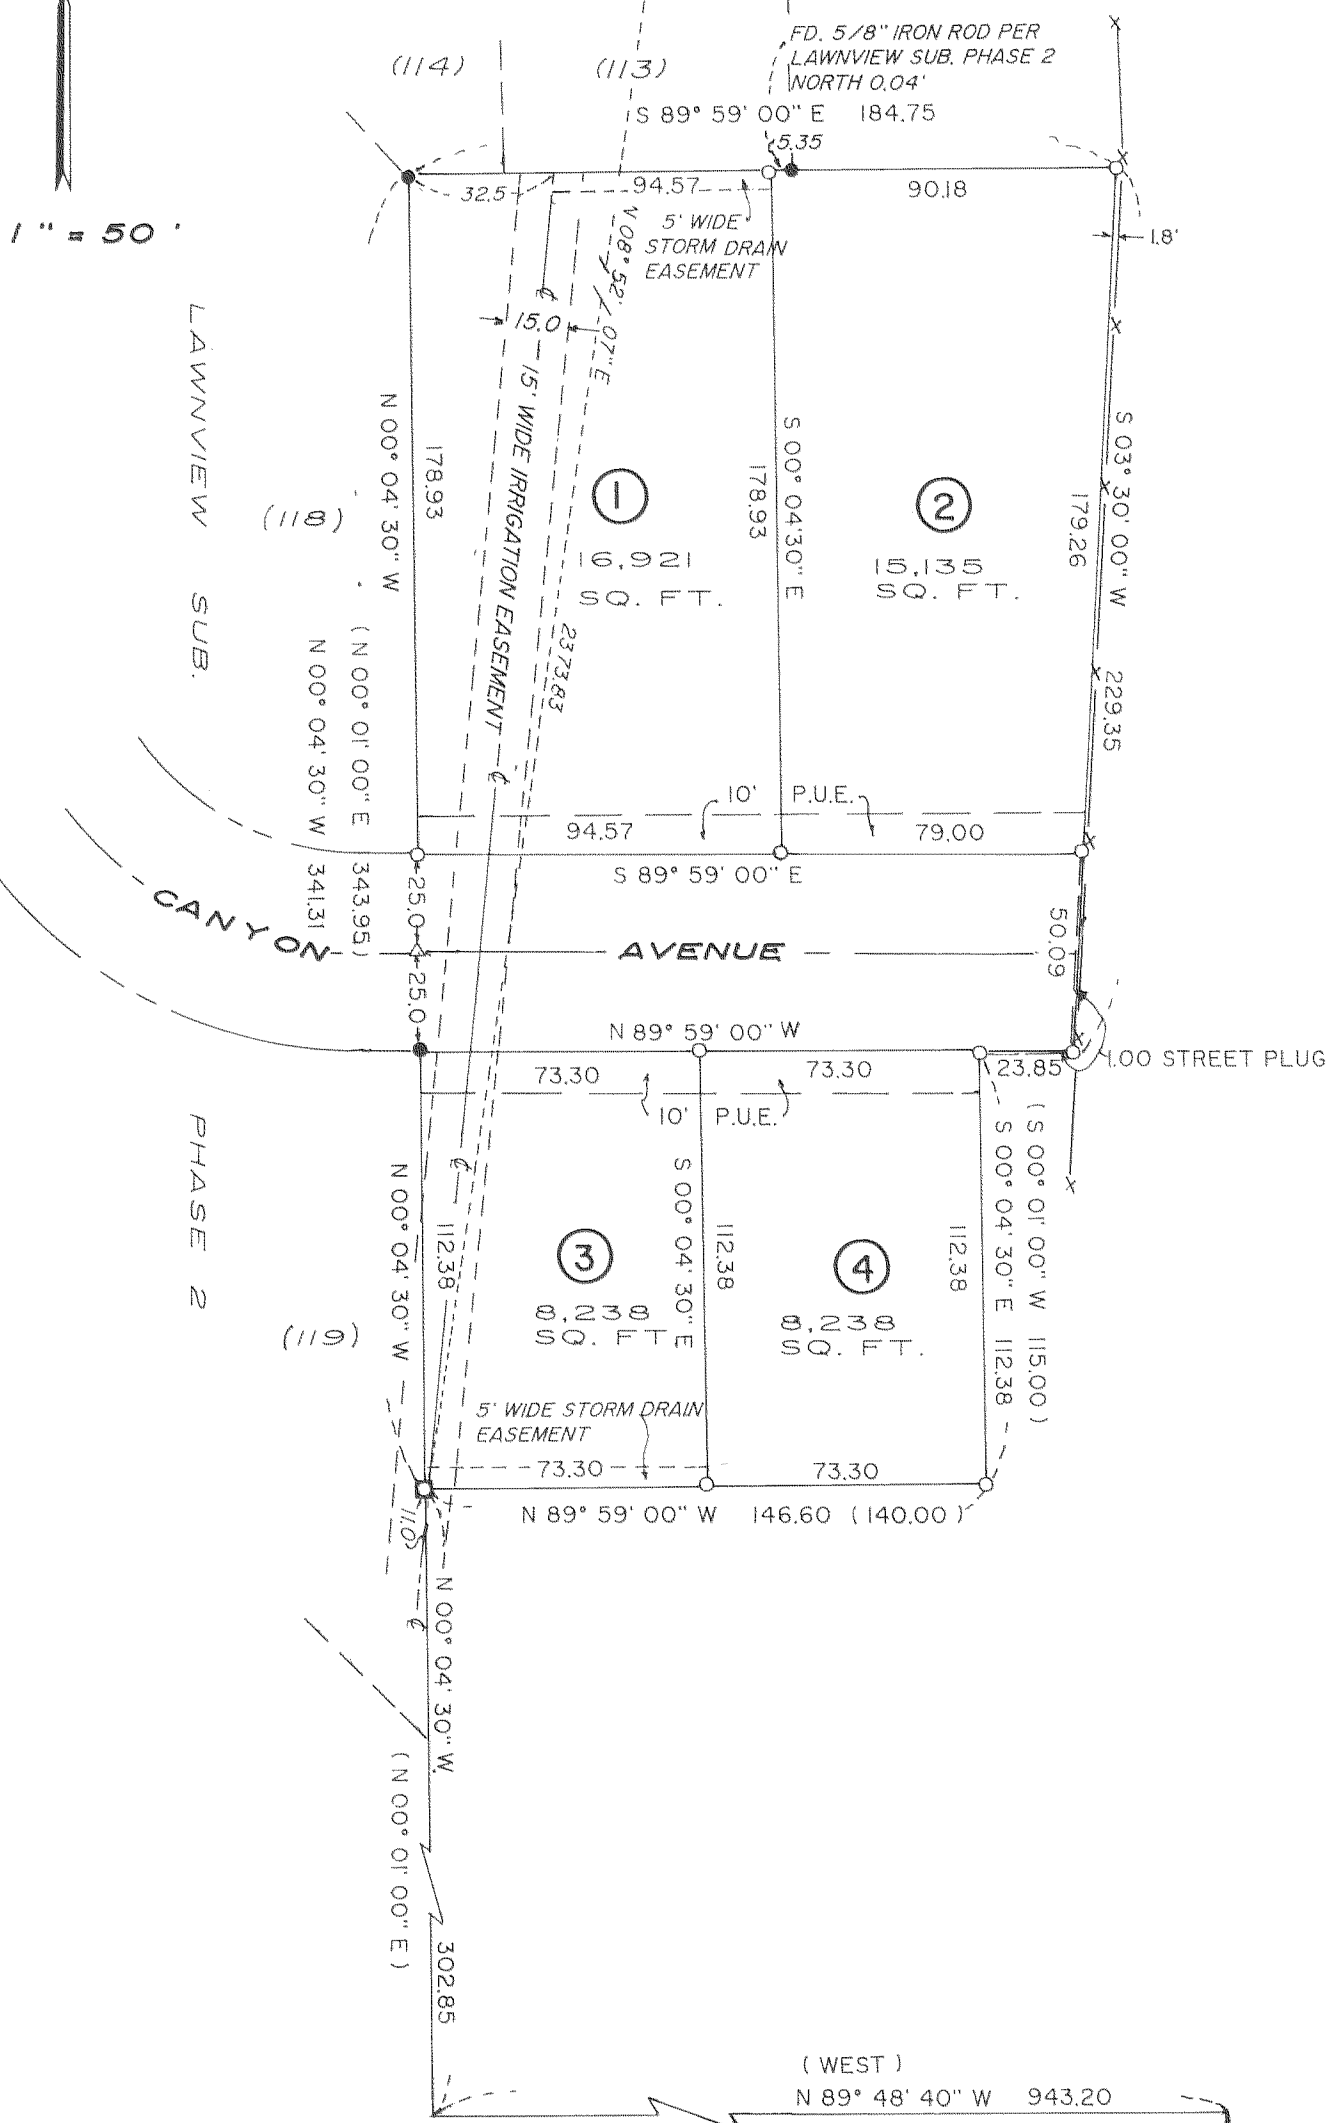 (114)
(113)
FD. 5/8" IRON ROD PER
LAWNVIEW SUB. PHASE 2
NORTH 0.04'
S 89° 59' 00" E 184.75
5.35
32.5
94.57
90.18
1" = 50'
5' WIDE
STORM DRAIN
EASEMENT
1.8'
N 08° 52' 07" E
15.0
15' WIDE IRRIGATION EASEMENT
2373.83
LAWNVIEW SUB.
PHASE 2
(118)
N 00° 04' 30" W
178.93
1
16,921
SQ. FT.
S 00° 04' 30" E
178.93
2
15,135
SQ. FT.
S 03° 30' 00" W
179.26
229.35
(N 00° 01' 00" E 343.95)
N 00° 04' 30" W 341.31
10' P.U.E.
94.57
79.00
S 89° 59' 00" E
25.0
CANYON AVENUE
50.09
25.0
N 89° 59' 00" W
73.30
73.30
23.85
1.00 STREET PLUG
10' P.U.E.
(119)
N 00° 04' 30" W
112.38
3
8,238
SQ. FT.
S 00° 04' 30" E
112.38
4
8,238
SQ. FT.
112.38
S 00° 04' 30" E 112.38
(S 00° 01' 00" W 115.00)
5' WIDE STORM DRAIN
EASEMENT
73.30
73.30
N 89° 59' 00" W 146.60 (140.00)
11.0
N 00° 04' 30" W.
(N 00° 01' 00" E)
302.85
(WEST)
N 89° 48' 40" W 943.20